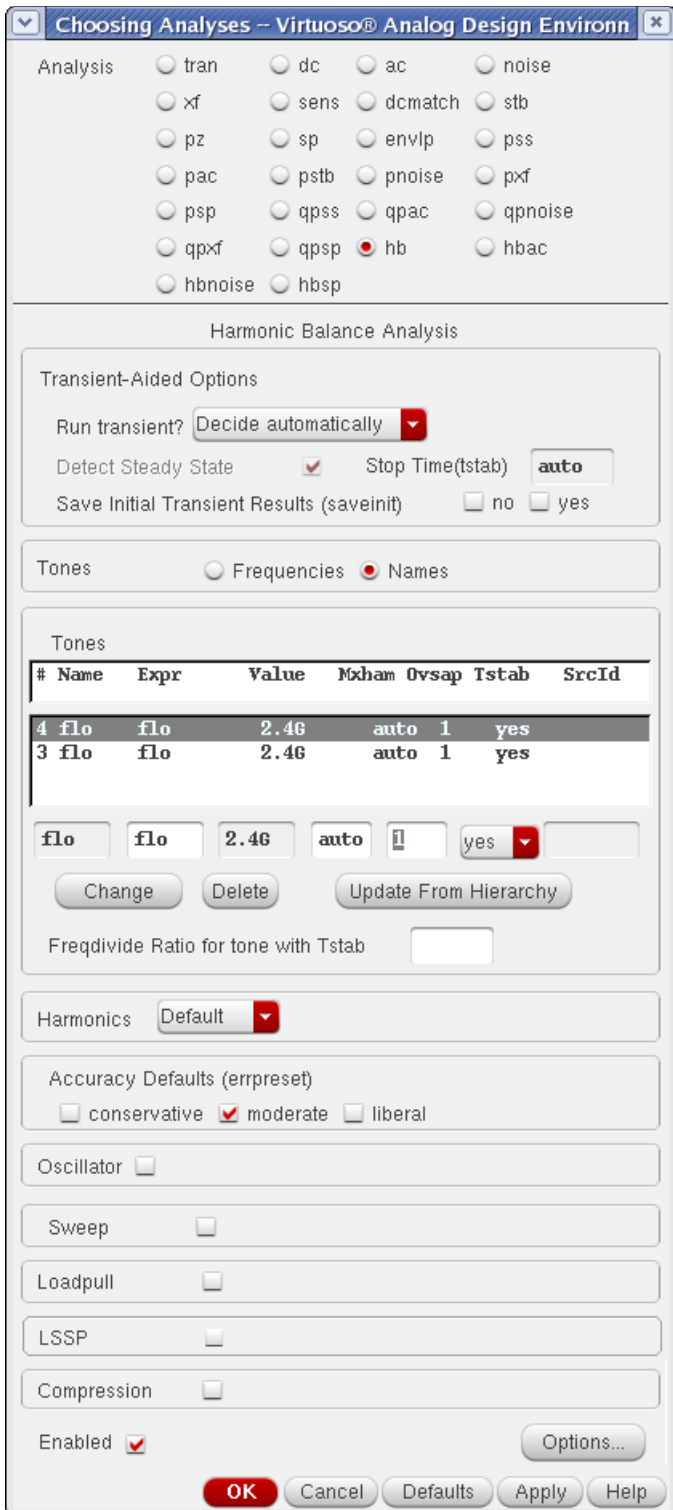 Choosing Analyses -- Virtuoso® Analog Design Environn
Analysis tran dc ac noise
xf sens dcmatch stb
pz sp envlp pss
pac pstb pnoise pxf
psp qpss qpac qpnoise
qpxf qpsp hb hbac
hbnoise hbsp
Harmonic Balance Analysis
Transient-Aided Options
Run transient? Decide automatically
Detect Steady State Stop Time(tstab) auto
Save Initial Transient Results (saveinit) no yes
Tones Frequencies Names
Tones
# Name Expr Value Mxham Ovsap Tstab SrcId
4 flo flo 2.4G auto 1 yes
3 flo flo 2.4G auto 1 yes
flo flo 2.4G auto 1 yes
Change Delete Update From Hierarchy
Freqdivide Ratio for tone with Tstab
Harmonics Default
Accuracy Defaults (errpreset)
conservative moderate liberal
Oscillator
Sweep
Loadpull
LSSP
Compression
Enabled Options...
OK Cancel Defaults Apply Help